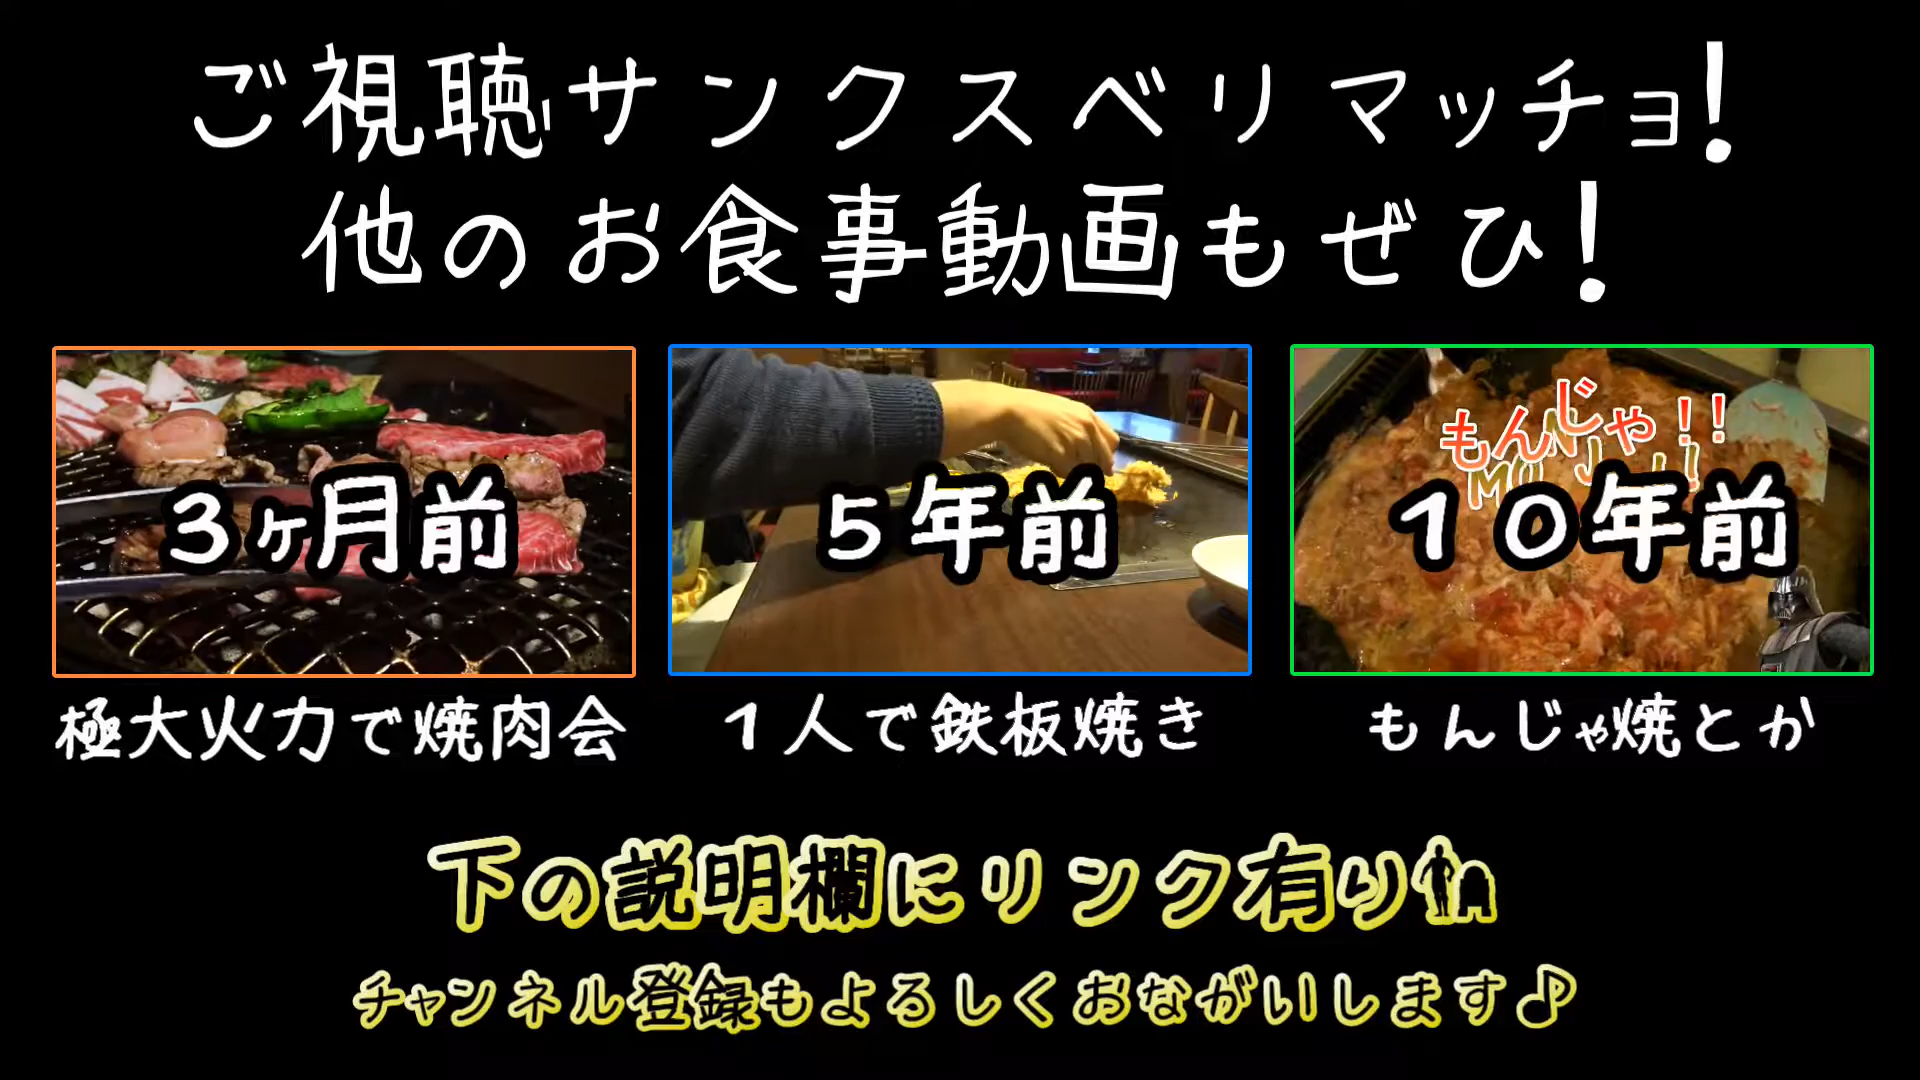 ご視聴サンクスベリマッチョ!
他のお食事動画もぜひ!
もんじゃ!!
3ヶ月前
5年前
10年前
極大火力で焼肉会
1人で鉄板焼き
もんじゃ焼とか
下の説明欄にリンク有り
チャンネル登録もよろしくおながいします♪